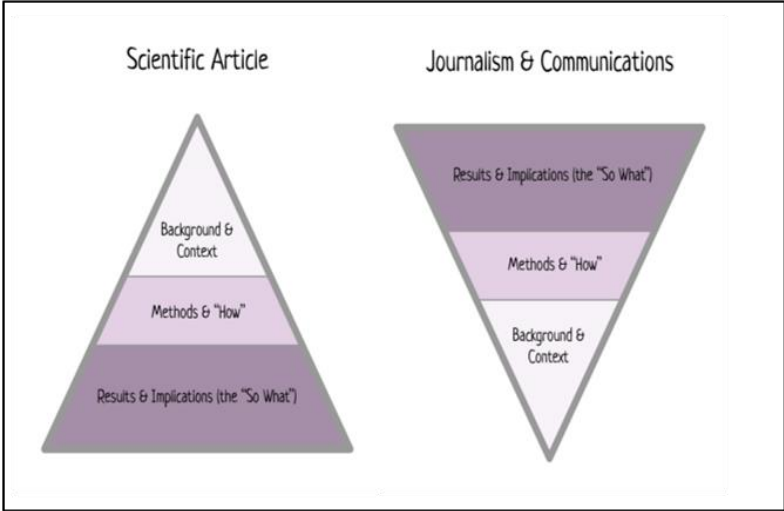 Scientific Article
Background &
Context
Methods & "How"
Results & Implications (the "So What")
Journalism & Communications
Results & Implications (the "So What")
Methods & "How"
Background &
Context